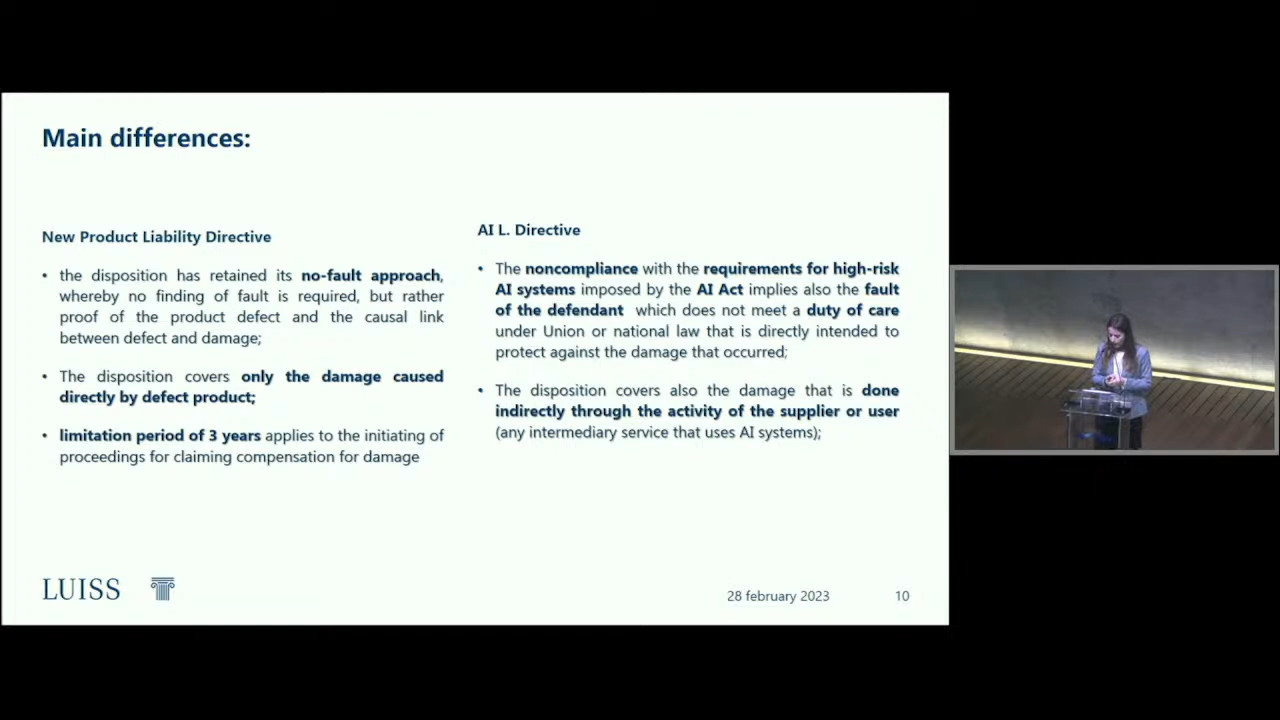 Main differences:
New Product Liability Directive
• the disposition has retained its no-fault approach,
whereby no finding of fault is required, but rather
proof of the product defect and the causal link
between defect and damage;
• The disposition covers only the damage caused
directly by defect product;
• limitation period of 3 years applies to the initiating of
proceedings for claiming compensation for damage
AI L. Directive
• The noncompliance with the requirements for high-risk
AI systems imposed by the AI Act implies also the fault
of the defendant which does not meet a duty of care
under Union or national law that is directly intended to
protect against the damage that occurred;
• The disposition covers also the damage that is done
indirectly through the activity of the supplier or user
(any intermediary service that uses AI systems);
LUISS
28 february 2023
10